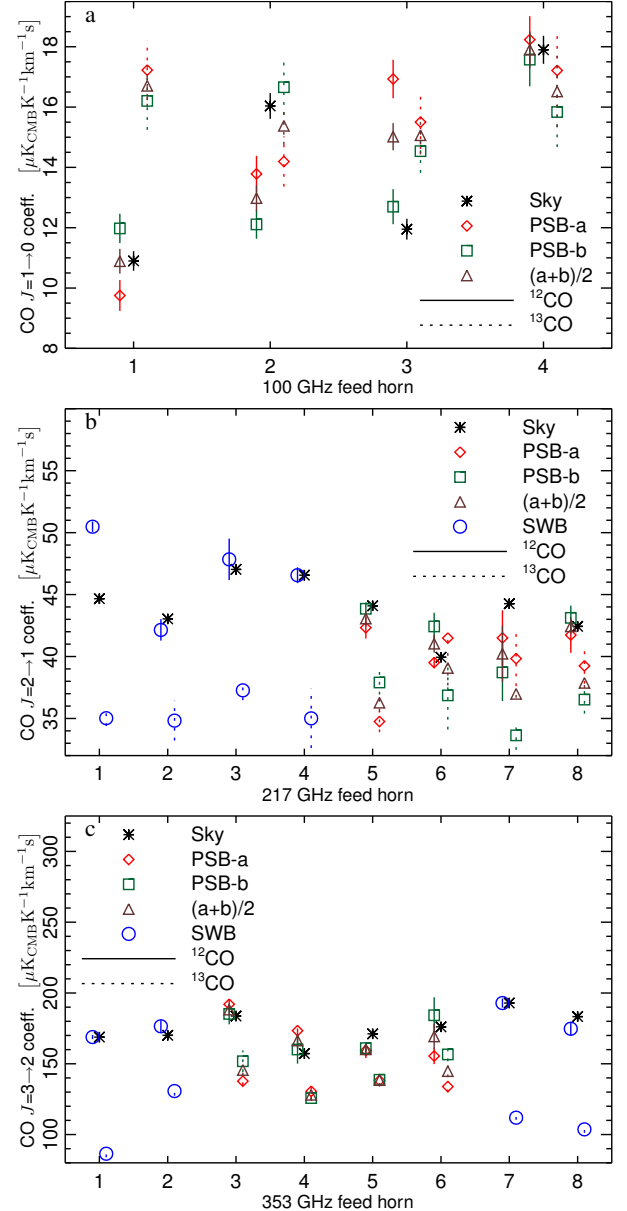 a
CO J=1→0 coeff. [μK_CMB K⁻¹ km⁻¹ s]
18
16
14
12
10
8
Sky
PSB-a
PSB-b
(a+b)/2
¹²CO
¹³CO
1 2 3 4
100 GHz feed horn
b
CO J=2→1 coeff. [μK_CMB K⁻¹ km⁻¹ s]
55
50
45
40
35
Sky
PSB-a
PSB-b
(a+b)/2
SWB
¹²CO
¹³CO
1 2 3 4 5 6 7 8
217 GHz feed horn
c
CO J=3→2 coeff. [μK_CMB K⁻¹ km⁻¹ s]
300
250
200
150
100
Sky
PSB-a
PSB-b
(a+b)/2
SWB
¹²CO
¹³CO
1 2 3 4 5 6 7 8
353 GHz feed horn